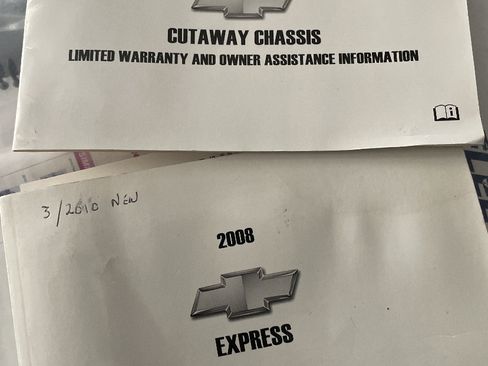 CUTAWAY CHASSIS
LIMITED WARRANTY AND OWNER ASSISTANCE INFORMATION
3/2010 NEW
2008
EXPRESS